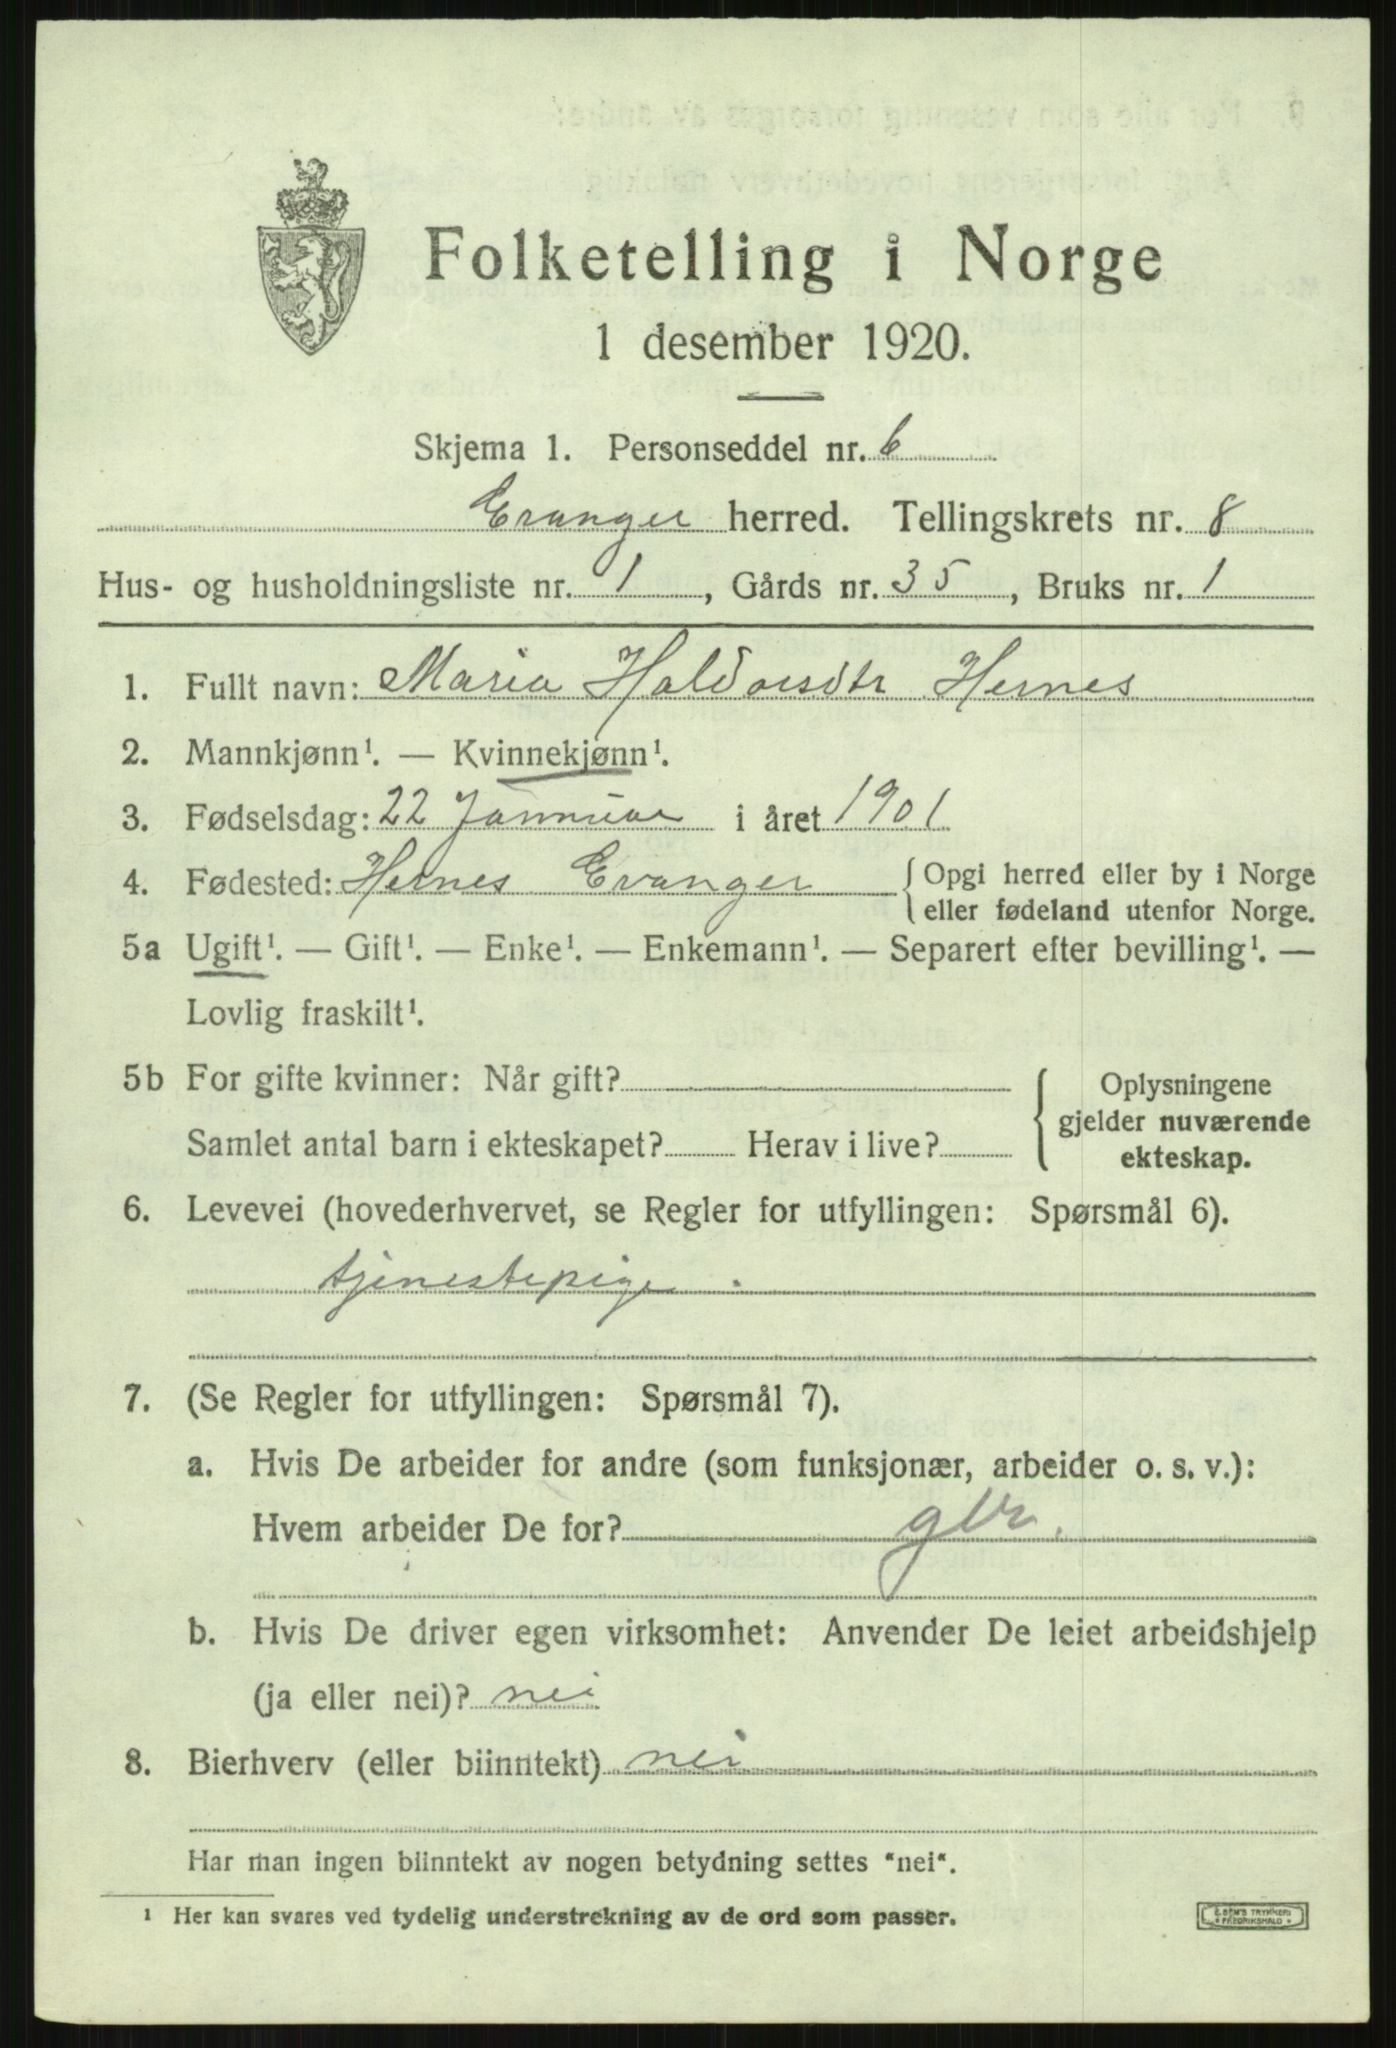 Folketelling i Norge
1 desember 1920.
Skjema 1. Personseddel nr. 6
Evanger herred. Tellingskrets nr. 8
Hus- og husholdningsliste nr. 1, Gårds nr. 35, Bruks nr. 1
1. Fullt navn: Maria Haldorsdtr Hernes
2. Mannkjønn¹. — Kvinnekjønn¹.
3. Fødselsdag: 22 Januar i året 1901
4. Fødested: Hernes Evanger { Opgi herred eller by i Norge
eller fødeland utenfor Norge.
5a Ugift¹. — Gift¹. — Enke¹. — Enkemann¹. — Separert efter bevilling¹. —
Lovlig fraskilt¹.
5b For gifte kvinner: Når gift?
Samlet antal barn i ekteskapet? Herav i live?
{ Oplysningene
gjelder nuværende
ekteskap.
6. Levevei (hovederhvervet, se Regler for utfyllingen: Spørsmål 6).
tjenestepige.
7. (Se Regler for utfyllingen: Spørsmål 7).
a. Hvis De arbeider for andre (som funksjonær, arbeider o. s. v.):
Hvem arbeider De for?
b. Hvis De driver egen virksomhet: Anvender De leiet arbeidshjelp
(ja eller nei)? nei
8. Bierhverv (eller biinntekt) nei
Har man ingen biinntekt av nogen betydning settes "nei".
¹ Her kan svares ved tydelig understrekning av de ord som passer.